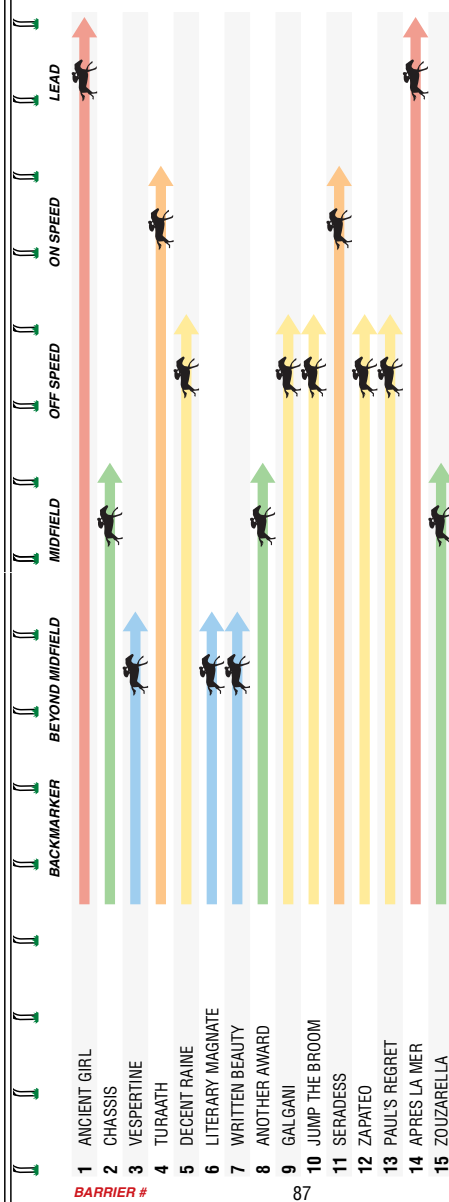 BACKMARKER BEYOND MIDFIELD MIDFIELD OFF SPEED ON SPEED LEAD
1 ANCIENT GIRL
2 CHASSIS
3 VESPERTINE
4 TURAATH
5 DECENT RAINE
6 LITERARY MAGNATE
7 WRITTEN BEAUTY
8 ANOTHER AWARD
9 GALGANI
10 JUMP THE BROOM
11 SERADESS
12 ZAPATEO
13 PAUL'S REGRET
14 APRES LA MER
15 ZOUZARELLA
BARRIER #
87